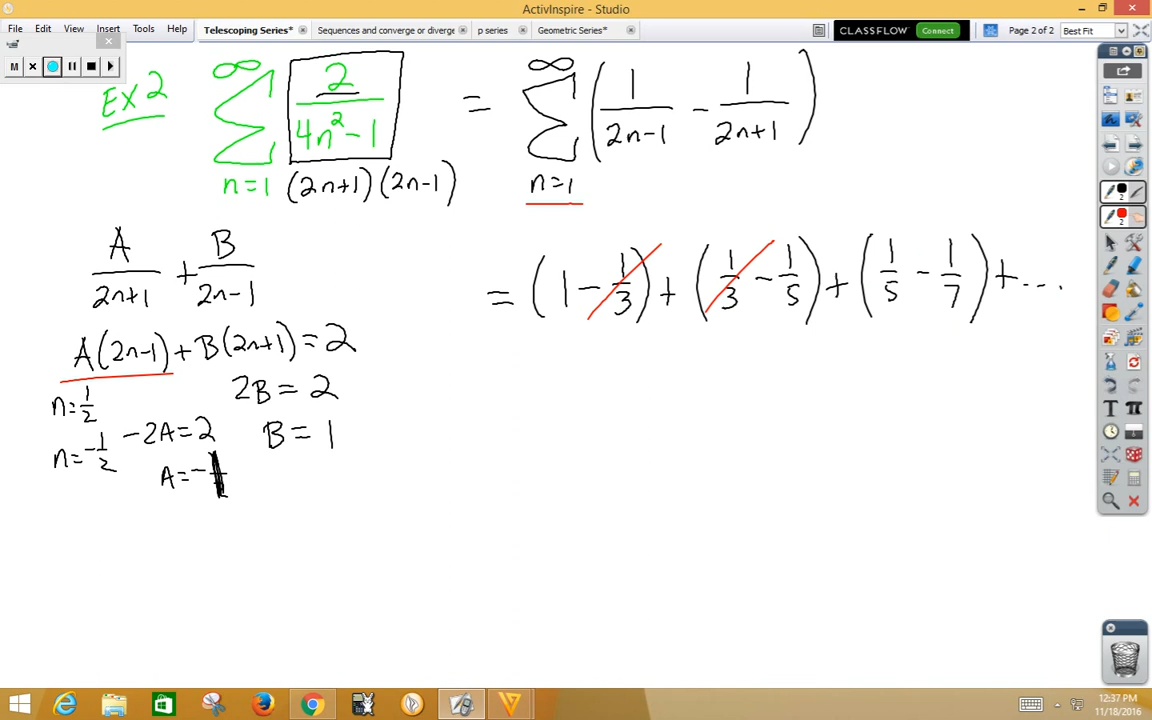 ActivInspire - Studio
File Edit View Insert Tools Help
Telescoping Series* Sequences and converge or diverge p series Geometric Series* CLASSFLOW Connect Page 2 of 2 Best Fit
M
EX 2 ∞ Σ n=1 2/(4n² - 1) = ∞ Σ n=1 (1/(2n-1) - 1/(2n+1))
(2n+1)(2n-1)
A/(2n+1) + B/(2n-1)
= (1 - 1/3) + (1/3 - 1/5) + (1/5 - 1/7) + ...
A(2n-1) + B(2n+1) = 2
n = 1/2 2B = 2
n = -1/2 -2A = 2 B = 1
A = -1
2
2
12:37 PM
11/18/2016